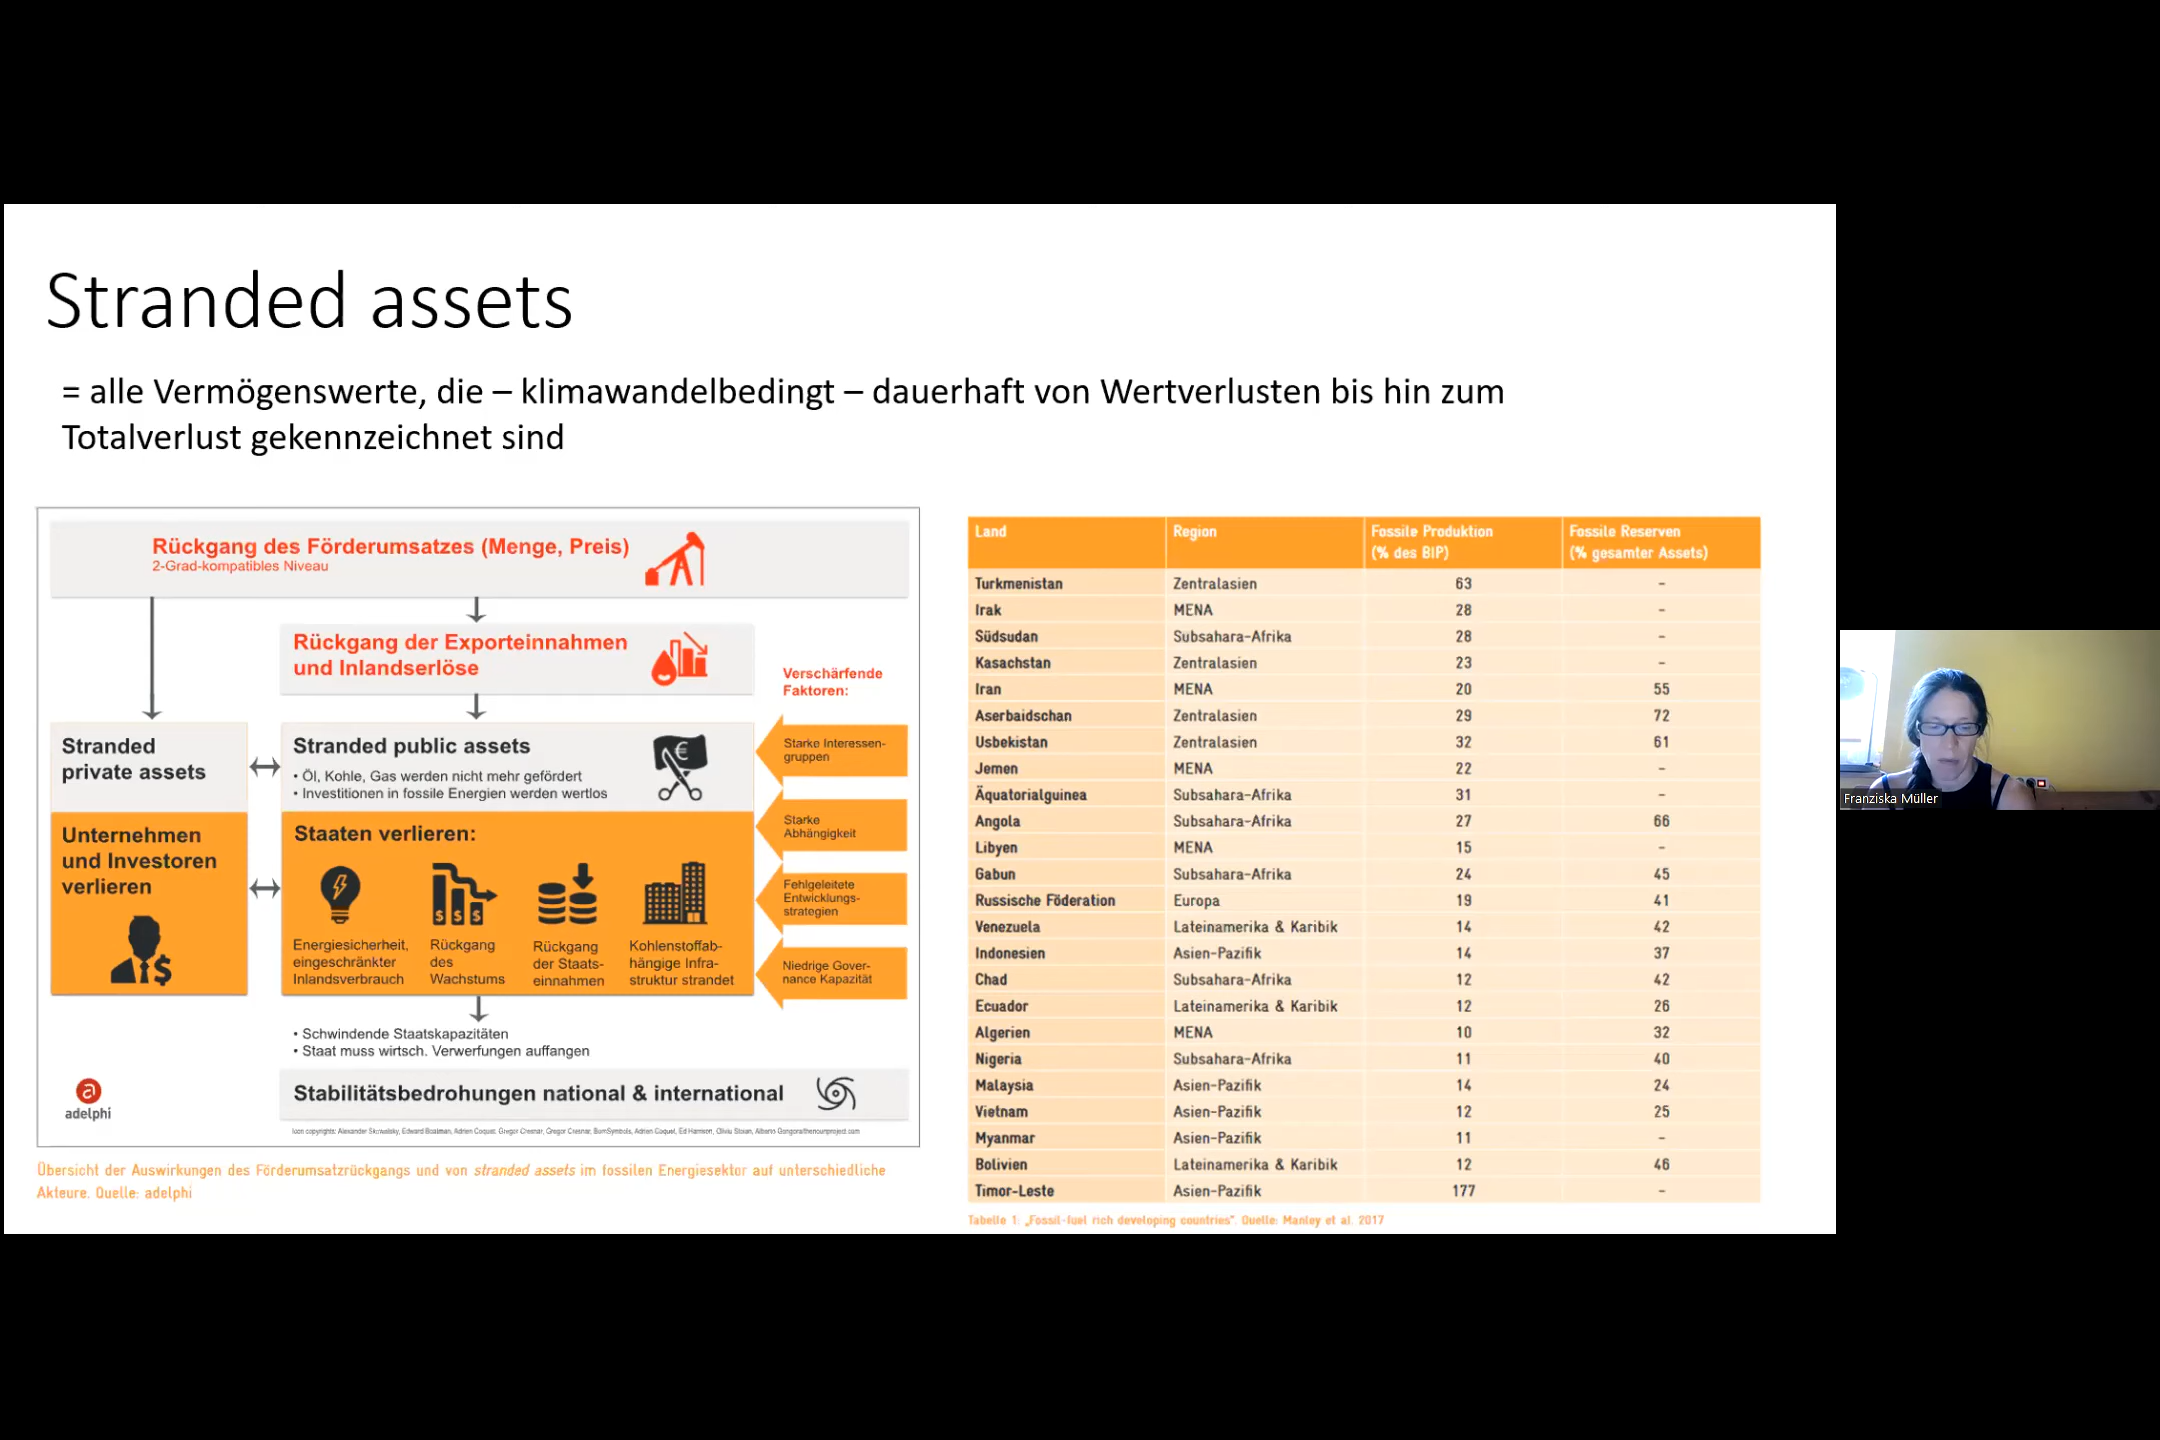 Stranded assets
= alle Vermögenswerte, die – klimawandelbedingt – dauerhaft von Wertverlusten bis hin zum
Totalverlust gekennzeichnet sind
Rückgang des Förderumsatzes (Menge, Preis)
2-Grad-kompatibles Niveau
Rückgang der Exporteinnahmen
und Inlandserlöse
Verschärfende
Faktoren:
Stranded
private assets
Stranded public assets
• Öl, Kohle, Gas werden nicht mehr gefördert
• Investitionen in fossile Energien werden wertlos
Starke Interessen-
gruppen
Unternehmen
und Investoren
verlieren
Staaten verlieren:
Starke
Abhängigkeit
Fehlgeleitete
Entwicklungs-
strategien
Energiesicherheit,
eingeschränkter
Inlandsverbrauch
Rückgang
des
Wachstums
Rückgang
der Staats-
einnahmen
Kohlenstoffab-
hängige Infra-
struktur strandet
Niedrige Gover-
nance Kapazität
• Schwindende Staatskapazitäten
• Staat muss wirtsch. Verwerfungen auffangen
adelphi
Stabilitätsbedrohungen national & international
Übersicht der Auswirkungen des Förderumsatzrückgangs und von stranded assets im fossilen Energiesektor auf unterschiedliche
Akteure. Quelle: adelphi
Land Region Fossile Produktion (% des BIP) Fossile Reserven (% gesamter Assets)
Turkmenistan Zentralasien 63 –
Irak MENA 28 –
Südsudan Subsahara-Afrika 28 –
Kasachstan Zentralasien 23 –
Iran MENA 20 55
Aserbaidschan Zentralasien 29 72
Usbekistan Zentralasien 32 61
Jemen MENA 22 –
Äquatorialguinea Subsahara-Afrika 31 –
Angola Subsahara-Afrika 27 66
Libyen MENA 15 –
Gabun Subsahara-Afrika 24 45
Russische Föderation Europa 19 41
Venezuela Lateinamerika & Karibik 14 42
Indonesien Asien-Pazifik 14 37
Chad Subsahara-Afrika 12 42
Ecuador Lateinamerika & Karibik 12 26
Algerien MENA 10 32
Nigeria Subsahara-Afrika 11 40
Malaysia Asien-Pazifik 14 24
Vietnam Asien-Pazifik 12 25
Myanmar Asien-Pazifik 11 –
Bolivien Lateinamerika & Karibik 12 46
Timor-Leste Asien-Pazifik 177 –
Tabelle 1: „Fossil-fuel rich developing countries“. Quelle: Manley et al. 2017
Franziska Müller